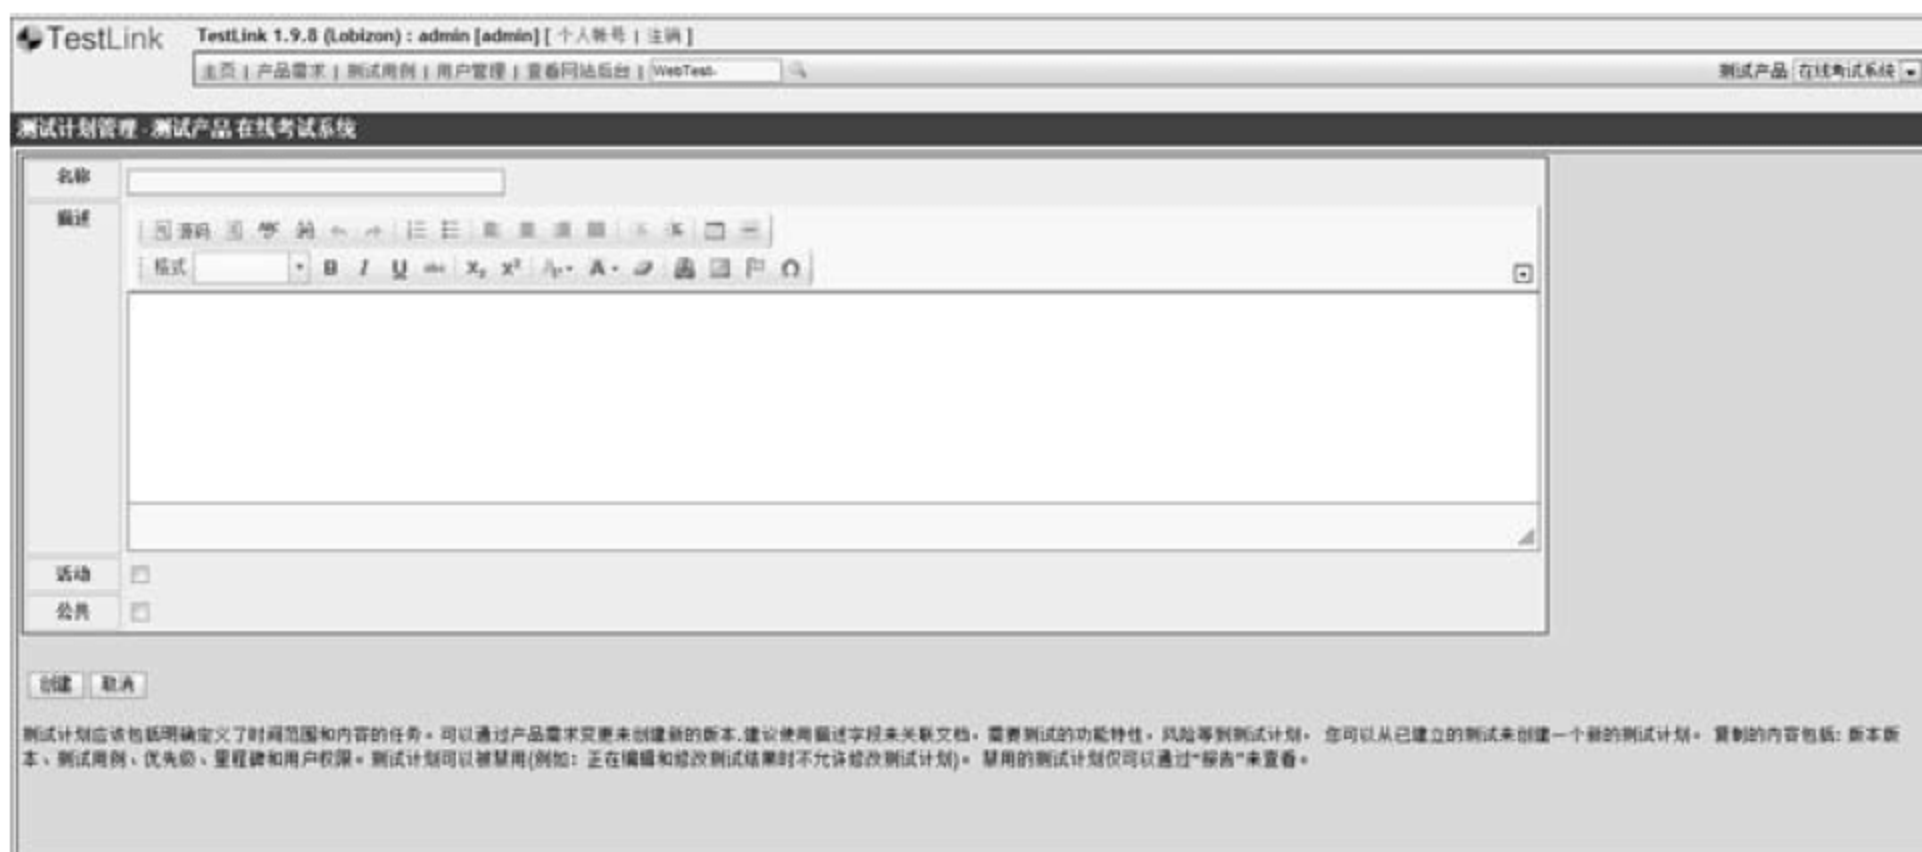 TestLink TestLink 1.9.8 (Lobizon) : admin [admin] [ 个人帐号 | 注销 ]
主页 | 产品需求 | 测试用例 | 用户管理 | 查看网站后台 | WebTest- 测试产品 在线考试系统
测试计划管理 - 测试产品 在线考试系统
名称
描述
源码
格式 B I U abc X₂ X² A Ω
活动
公共
创建 取消
测试计划应该包括明确定义了时间范围和内容的任务。可以通过产品需求变更来创建新的版本.建议使用描述字段来关联文档，需要测试的功能特性，风险等到测试计划。 您可以从已建立的测试来创建一个新的测试计划。 复制的内容包括: 版本版
本、测试用例、优先级、里程碑和用户权限。测试计划可以被禁用(例如：正在编辑和修改测试结果时不允许修改测试计划)。 禁用的测试计划仅可以通过“报告”来查看。